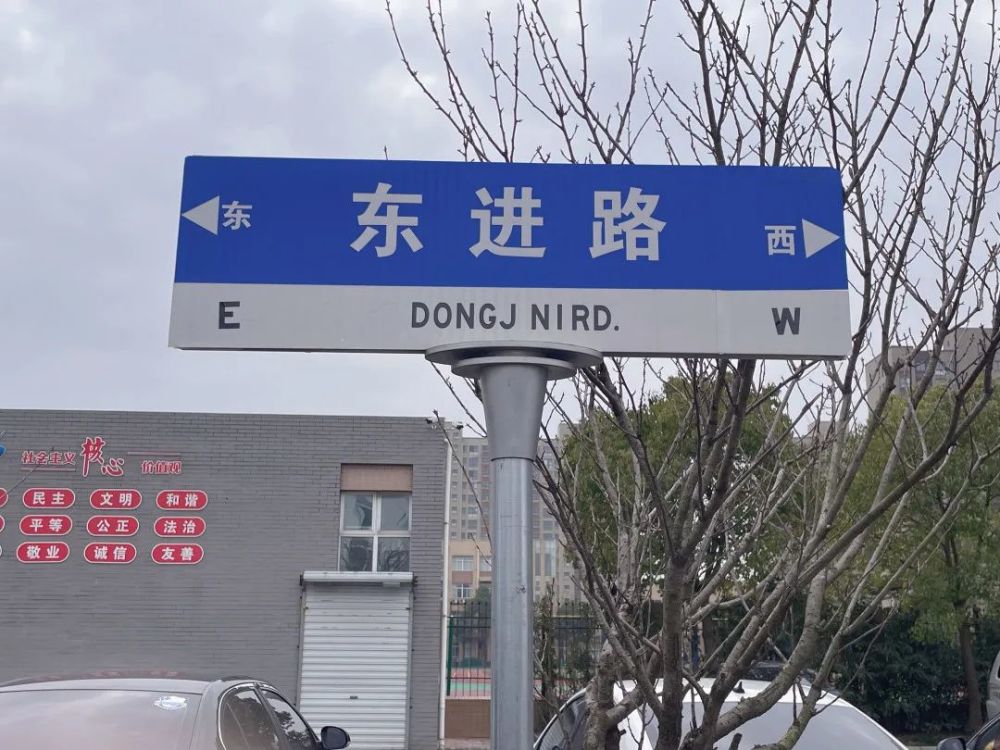 东 东进路 西
E DONGJ NIRD. W
社会主义核心价值观
民主 文明 和谐
平等 公正 法治
敬业 诚信 友善